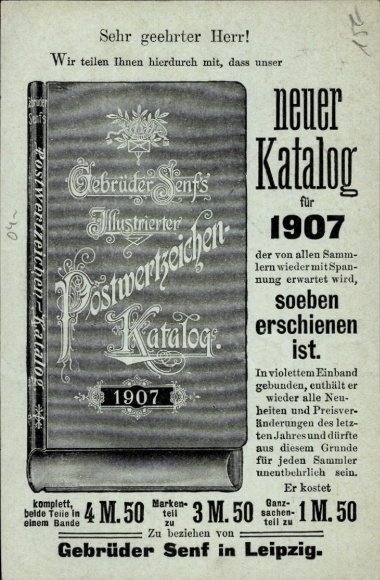 Sehr geehrter Herr!
Wir teilen Ihnen hierdurch mit, dass unser
Gebrüder Senf's
Postwertzeichen-Katalog
Gebrüder Senf's
Illustrierter
Postwertzeichen-
Katalog.
1907
neuer
Katalog
für
1907
der von allen Samm-
lern wieder mit Span-
nung erwartet wird,
soeben
erschienen
ist.
In violettem Einband
gebunden, enthält er
wieder alle Neu-
heiten und Preisver-
änderungen des letz-
ten Jahres und dürfte
aus diesem Grunde
für jeden Sammler
unentbehrlich sein.
Er kostet
komplett,
beide Teile in
einem Bande
4 M. 50
Marken-
teil
zu
3 M. 50
Ganz-
sachen-
teil zu
1 M. 50
Zu beziehen von
Gebrüder Senf in Leipzig.